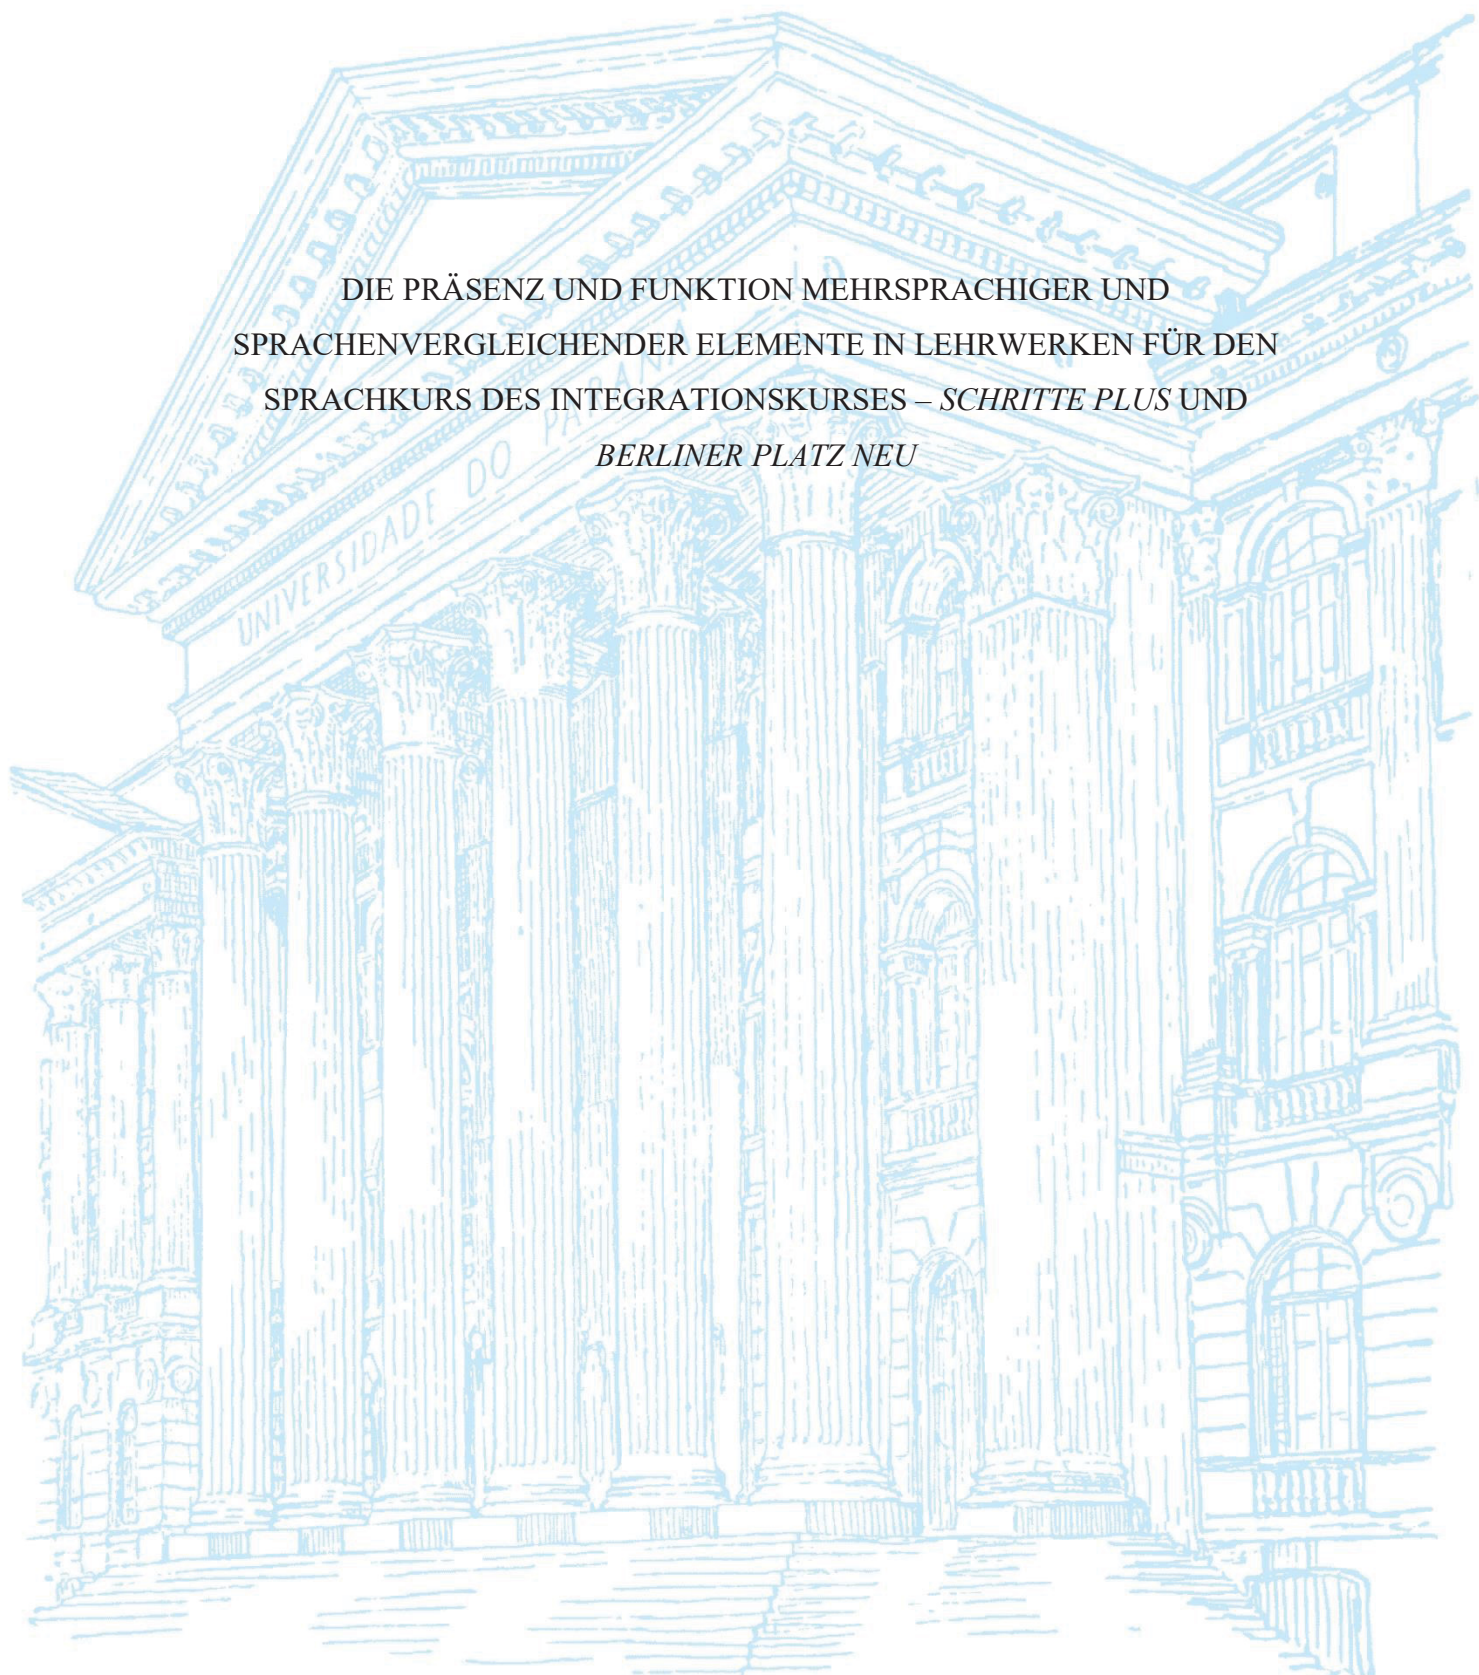 DIE PRÄSENZ UND FUNKTION MEHRSPRACHIGER UND
SPRACHENVERGLEICHENDER ELEMENTE IN LEHRWERKEN FÜR DEN
SPRACHKURS DES INTEGRATIONSKURSES – SCHRITTE PLUS UND
BERLINER PLATZ NEU
UNIVERSIDADE DO PARANÁ